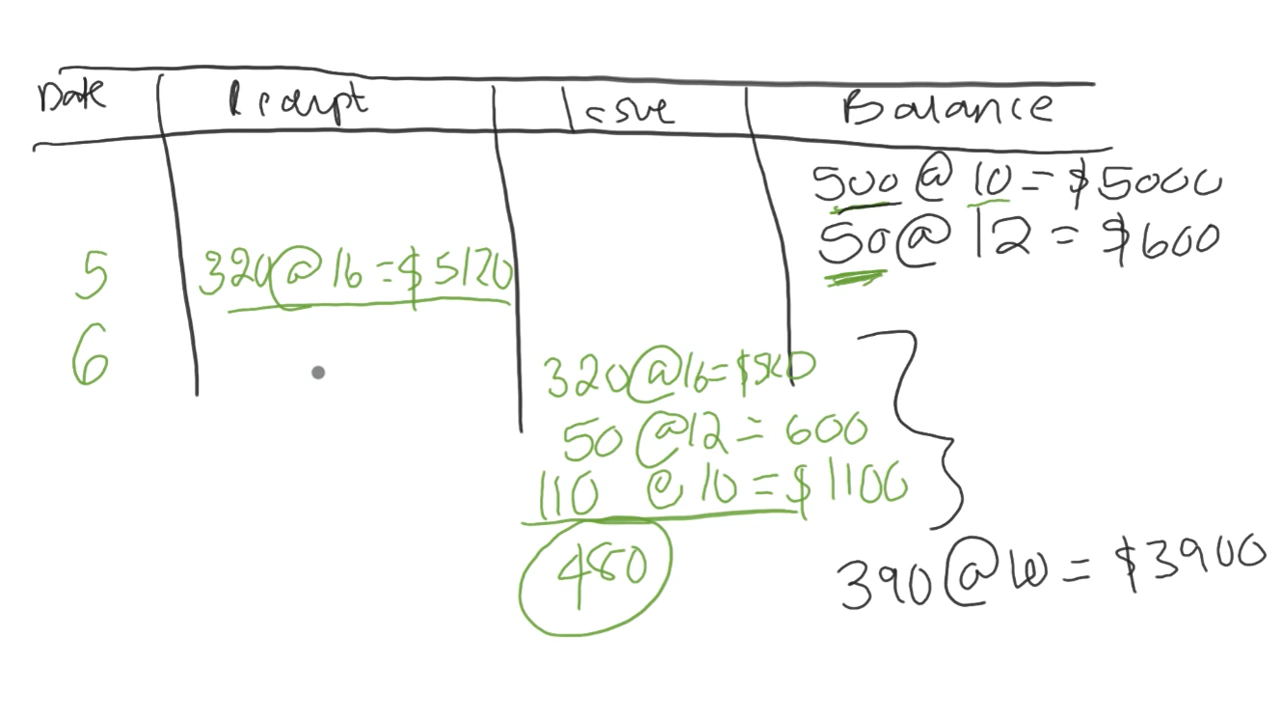 Date Receipt Issue Balance
500 @ 10 = $5000
50 @ 12 = $600
5 320 @ 16 = $5120
6 320 @ 16 =
50 @ 12 = 600
110 @ 10 = $1100
480
390 @ 10 = $3900